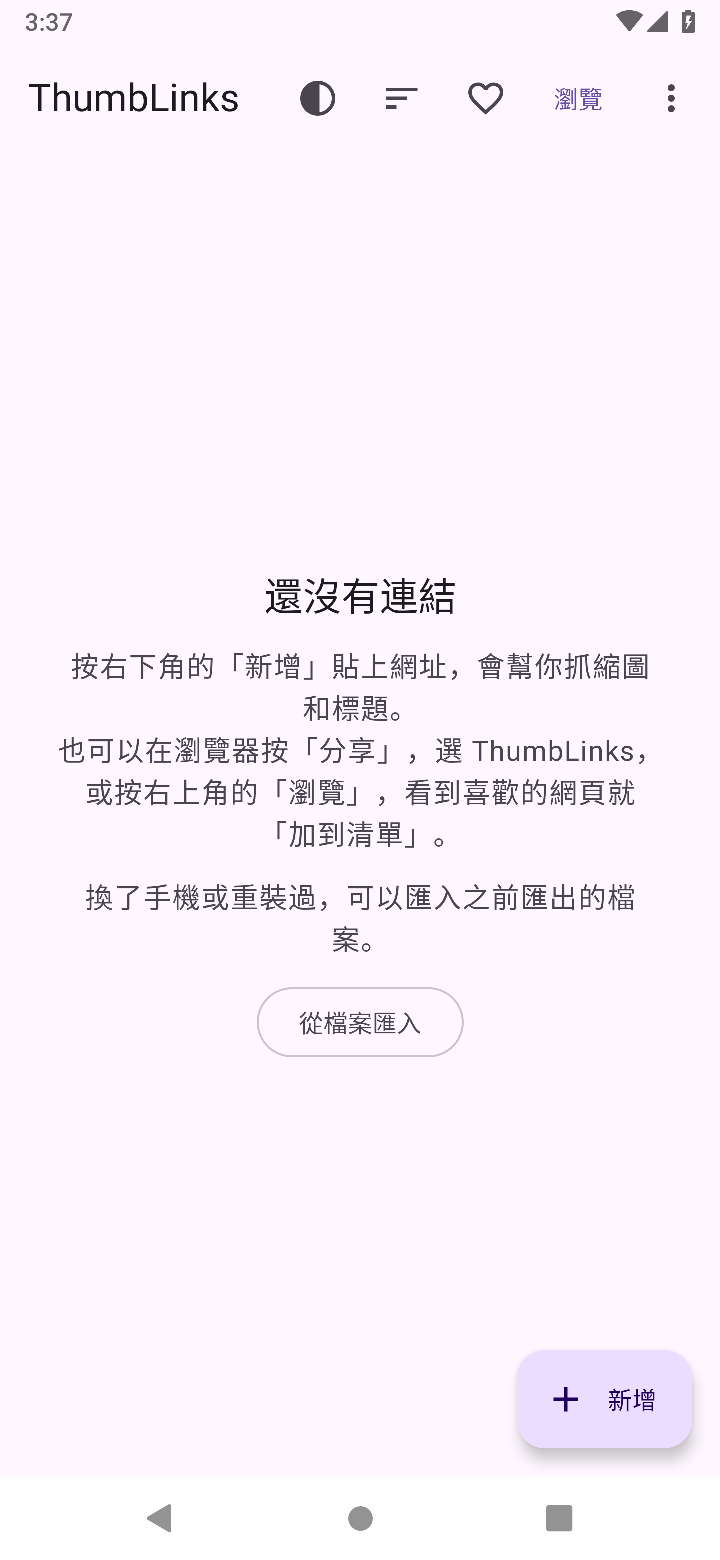 3:37
ThumbLinks
瀏覽
還沒有連結
按右下角的「新增」貼上網址，會幫你抓縮圖
和標題。
也可以在瀏覽器按「分享」，選 ThumbLinks，
或按右上角的「瀏覽」，看到喜歡的網頁就
「加到清單」。
換了手機或重裝過，可以匯入之前匯出的檔
案。
從檔案匯入
新增